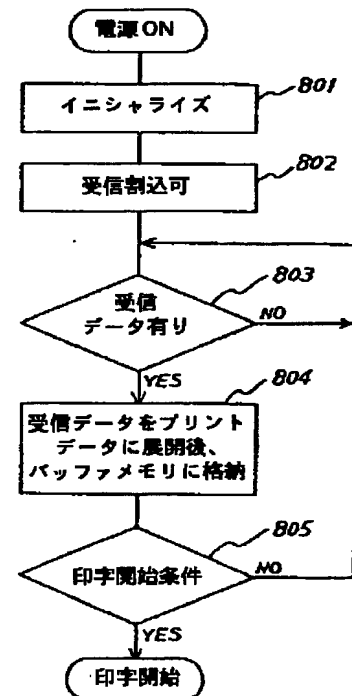 電源ON
イニシャライズ
801
受信割込可
802
受信
データ有り
803
NO
YES
804
受信データをプリント
データに展開後、
バッファメモリに格納
805
印字開始条件
NO
YES
印字開始